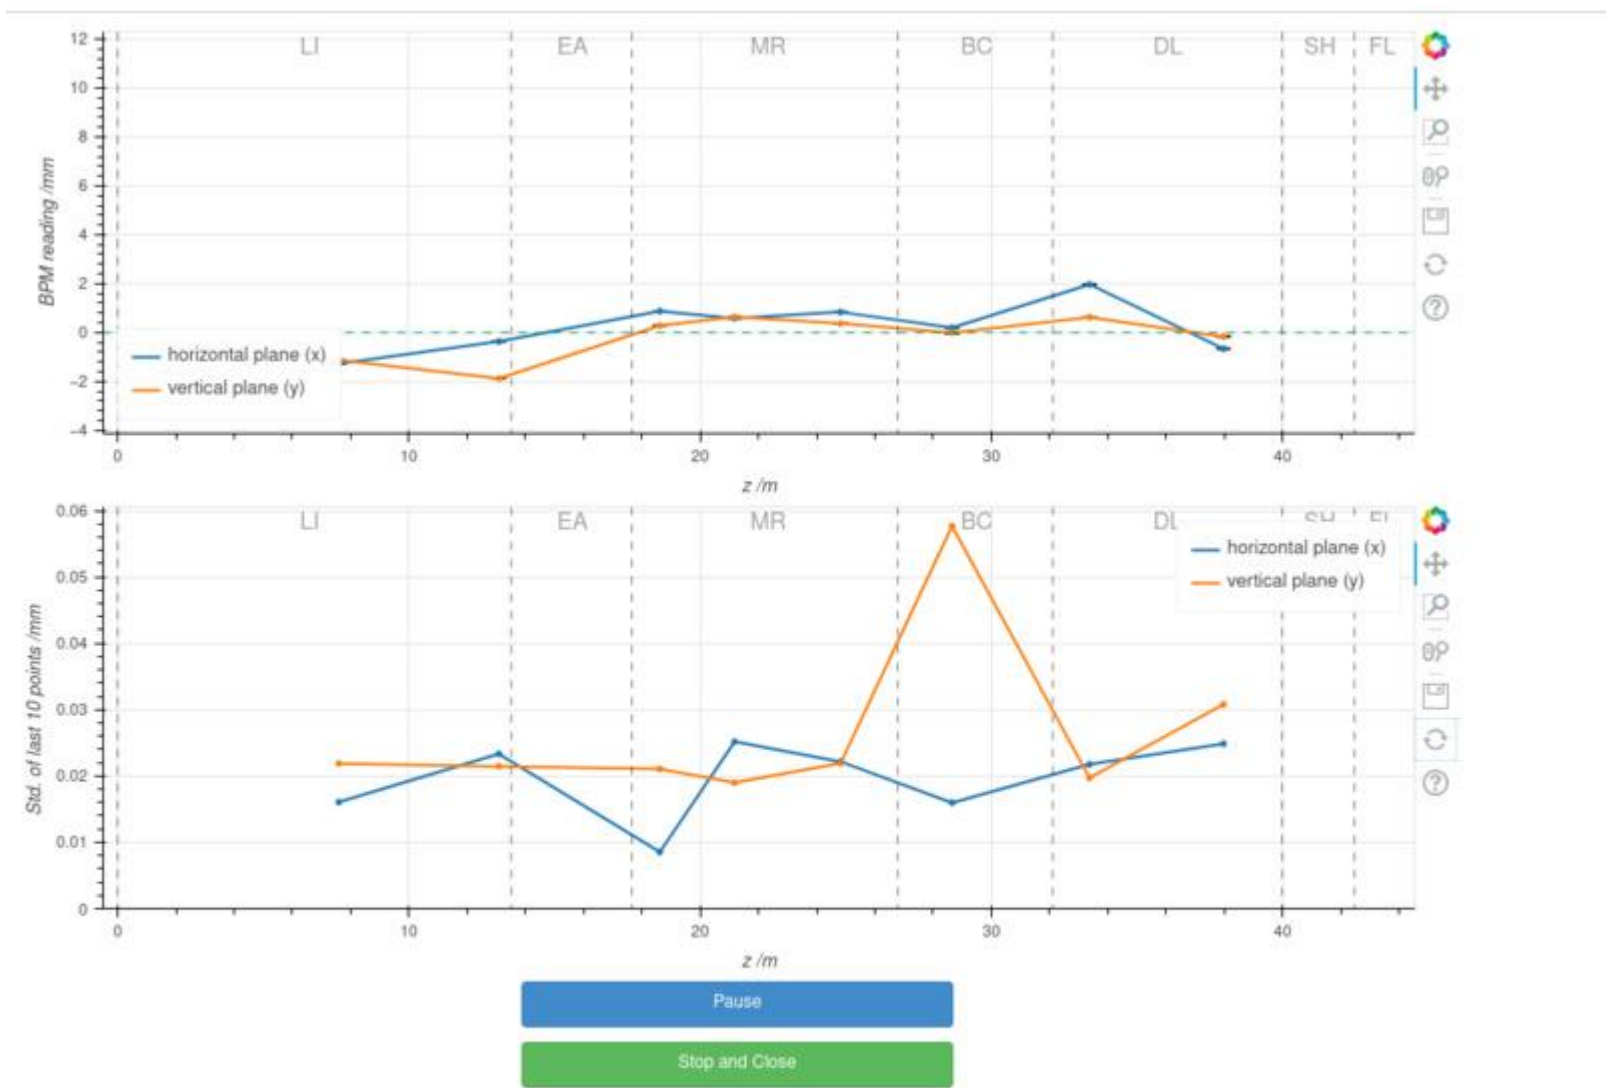 LI EA MR BC DL SH FL
12
10
8
6
4
2
0
−2
−4
BPM reading /mm
horizontal plane (x)
vertical plane (y)
0 10 20 30 40
z /m
LI EA MR BC DL SH FL
0.06
0.05
0.04
0.03
0.02
0.01
0
Std. of last 10 points /mm
horizontal plane (x)
vertical plane (y)
0 10 20 30 40
z /m
Pause
Stop and Close